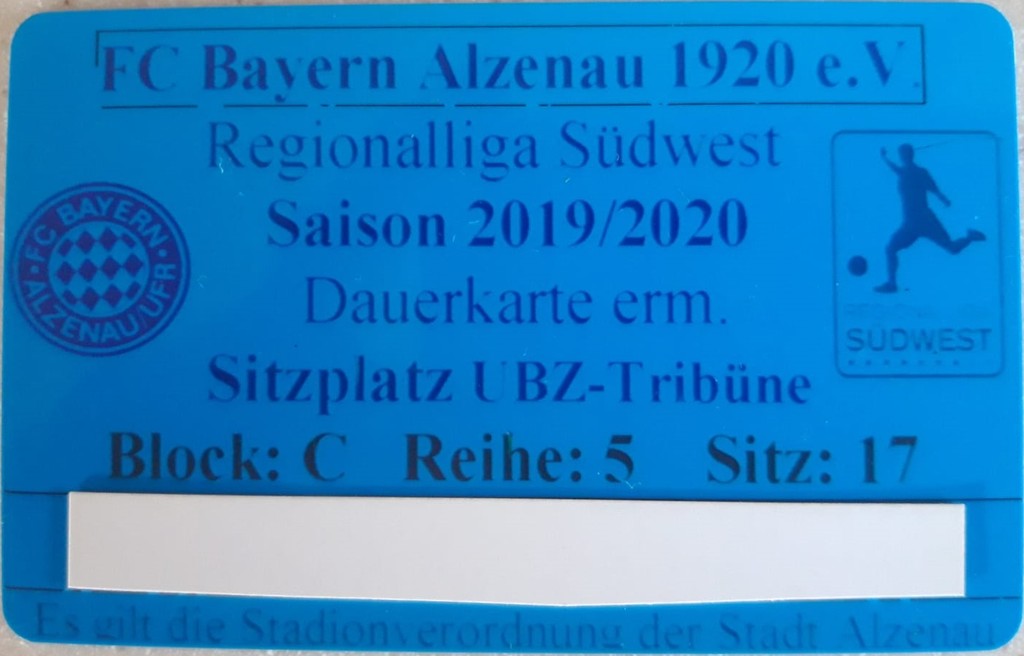 FC Bayern Alzenau 1920 e.V.
Regionalliga Südwest
Saison 2019/2020
FC BAYERN
ALZENAU/UFR
Dauerkarte erm.
REGIONALLIGA
SÜDWEST
Sitzplatz UBZ-Tribüne
Block: C Reihe: 5 Sitz: 17
Es gilt die Stadionverordnung der Stadt Alzenau